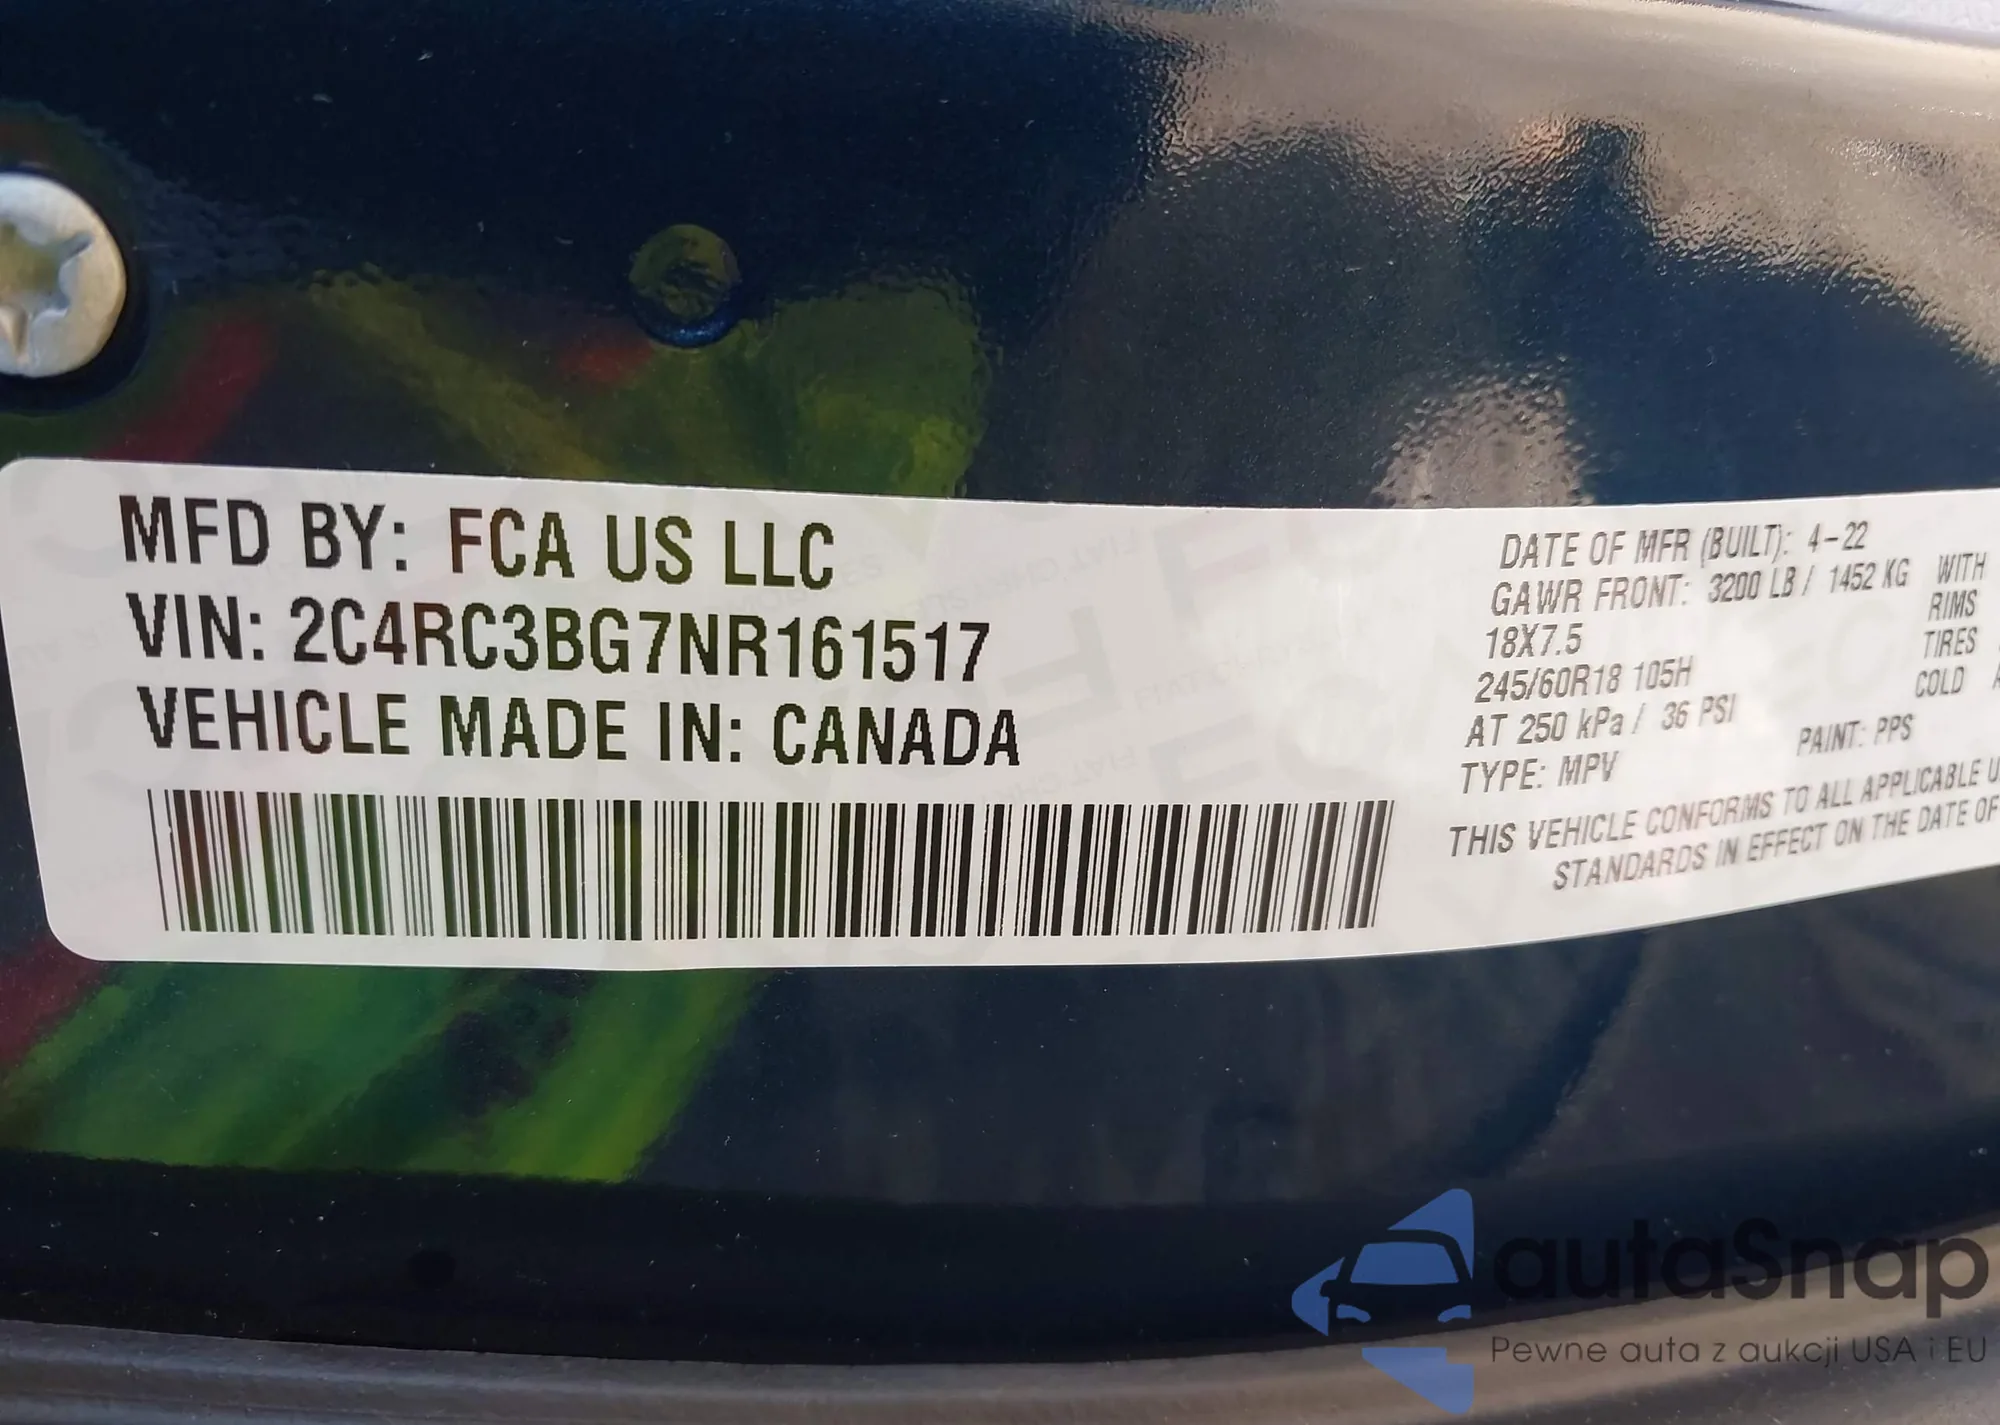 MFD BY: FCA US LLC
VIN: 2C4RC3BG7NR161517
VEHICLE MADE IN: CANADA
DATE OF MFR (BUILT): 4-22
GAWR FRONT: 3200 LB / 1452 KG WITH
18X7.5 RIMS
245/60R18 105H TIRES
AT 250 kPa / 36 PSI COLD
TYPE: MPV PAINT: PPS
THIS VEHICLE CONFORMS TO ALL APPLICABLE
STANDARDS IN EFFECT ON THE DATE OF
autaSnap
Pewne auta z aukcji USA i EU